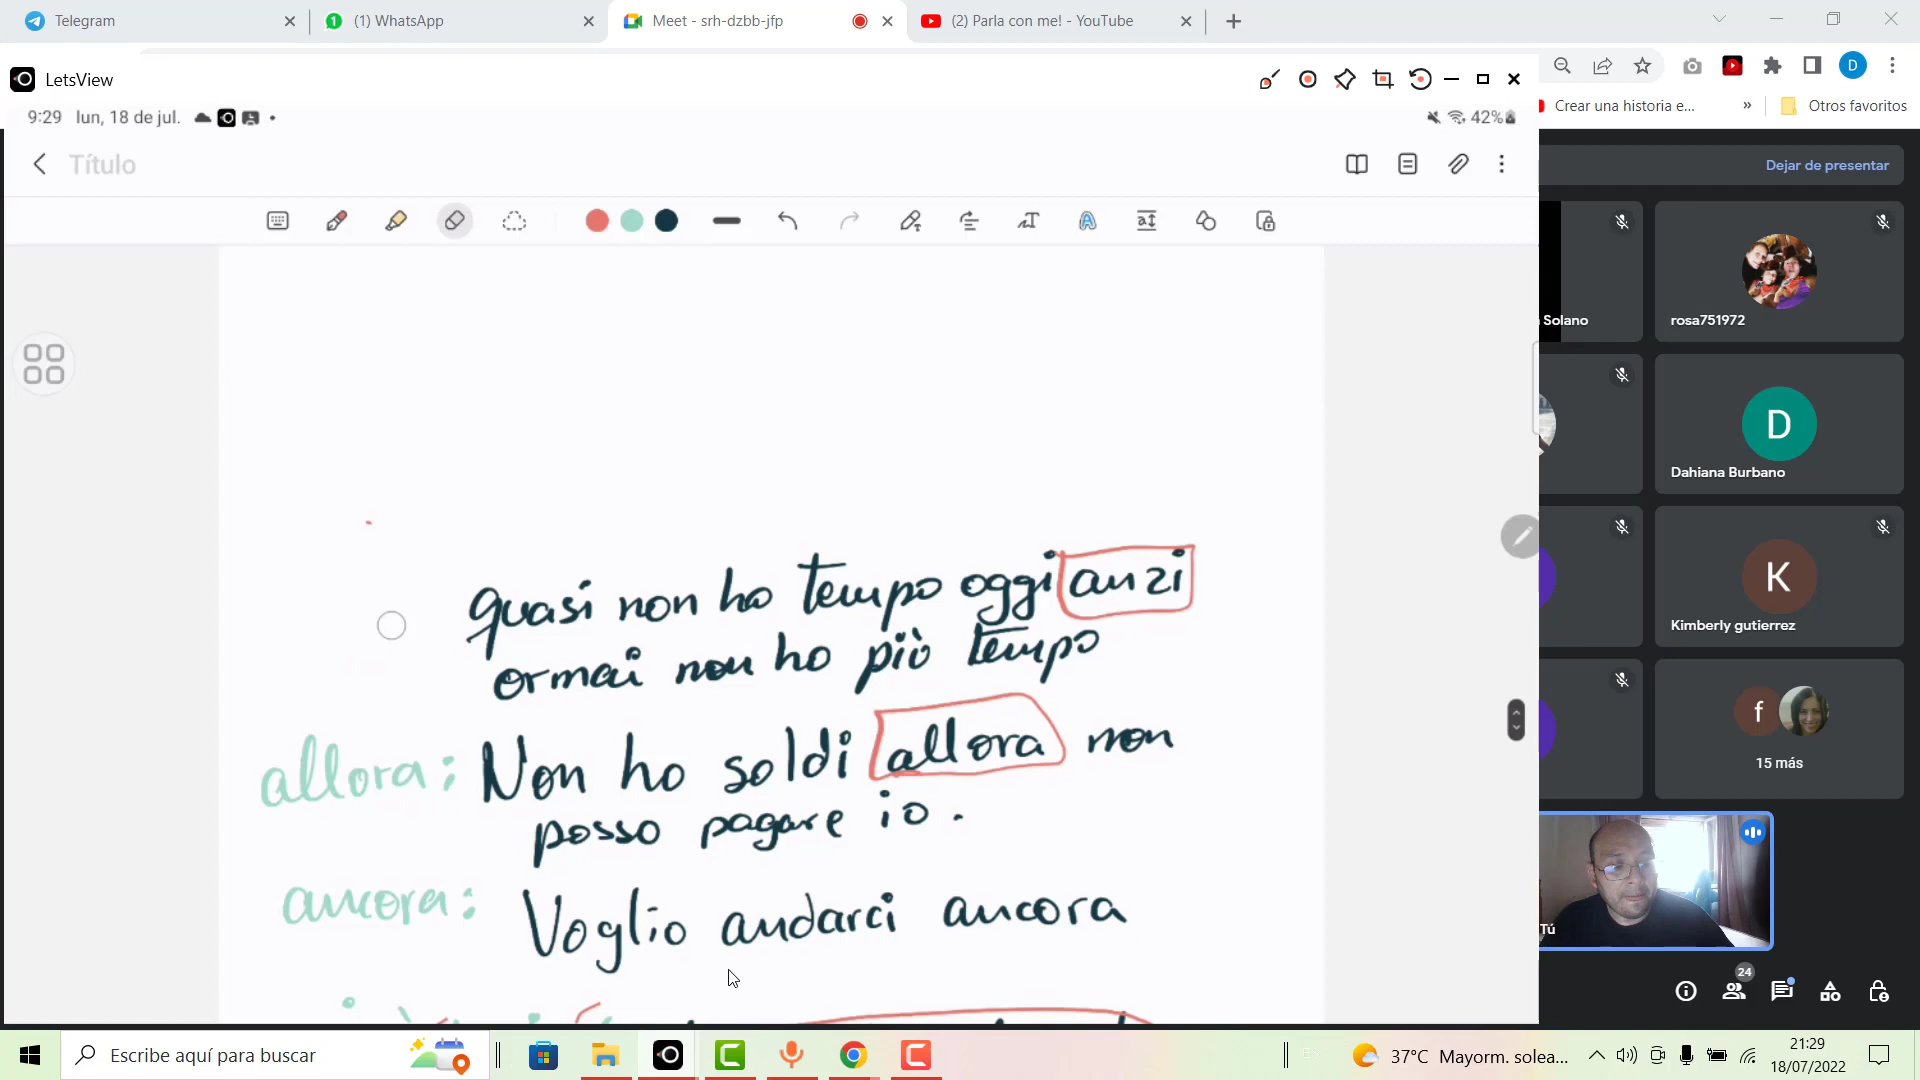 Telegram
(1) WhatsApp
Meet - srh-dzbb-jfp
(2) Parla con me! - YouTube
LetsView
D
Crear una historia e...
»
Otros favoritos
9:29 lun, 18 de jul.
42%
Título
Dejar de presentar
Solano
rosa751972
D
Dahiana Burbano
K
Kimberly gutierrez
f
15 más
Tú
24
quasi non ho tempo oggi anzi
ormai non ho più tempo
allora: Non ho soldi allora non
posso pagare io.
ancora: Voglio andarci ancora
Escribe aquí para buscar
37°C Mayorm. solea...
21:29
18/07/2022